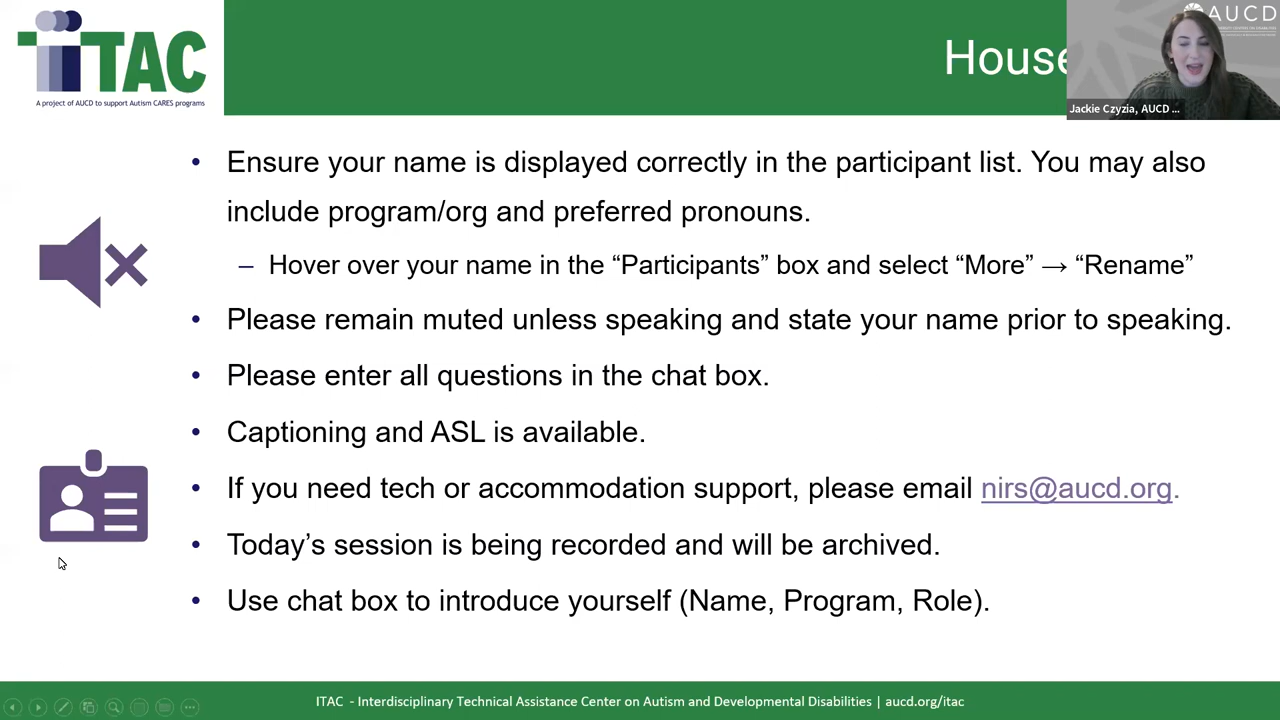 iTAC
A project of AUCD to support Autism CARES programs
House
AUCD
Jackie Czyzia, AUCD ...
• Ensure your name is displayed correctly in the participant list. You may also
include program/org and preferred pronouns.
– Hover over your name in the “Participants” box and select “More” → “Rename”
• Please remain muted unless speaking and state your name prior to speaking.
• Please enter all questions in the chat box.
• Captioning and ASL is available.
• If you need tech or accommodation support, please email nirs@aucd.org.
• Today’s session is being recorded and will be archived.
• Use chat box to introduce yourself (Name, Program, Role).
ITAC - Interdisciplinary Technical Assistance Center on Autism and Developmental Disabilities | aucd.org/itac